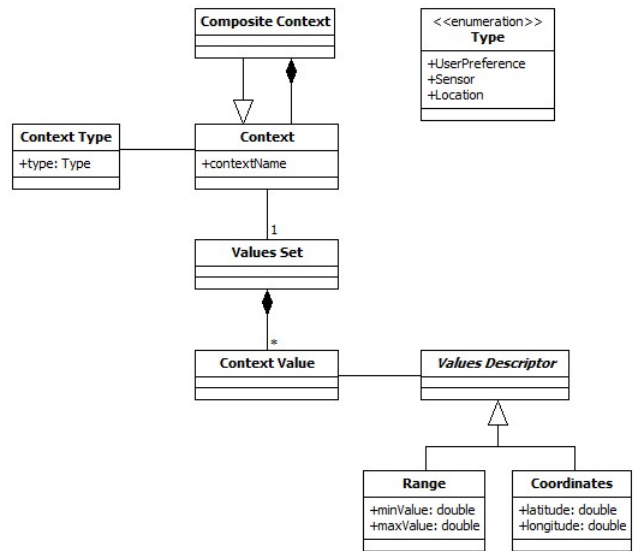 Composite Context
<<enumeration>>
Type
+UserPreference
+Sensor
+Location
Context Type
+type: Type
Context
+contextName
1
Values Set
*
Context Value
Values Descriptor
Range
+minValue: double
+maxValue: double
Coordinates
+latitude: double
+longitude: double